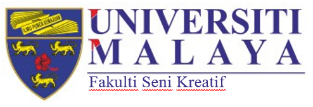 UNIVERSITI
MALAYA
Fakulti Seni Kreatif